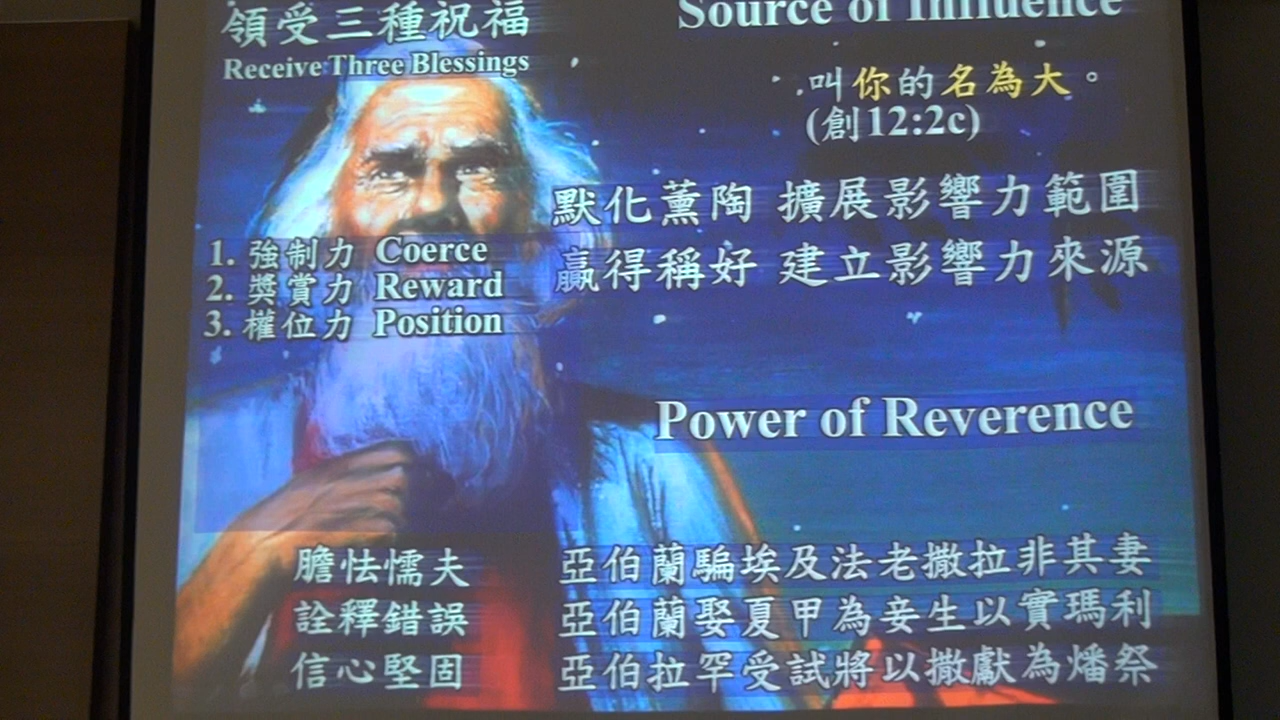 領受三種祝福
Receive Three Blessings
Source of Influence
叫你的名為大。
(創12:2c)
默化薰陶 擴展影響力範圍
贏得稱好 建立影響力來源
1. 強制力 Coerce
2. 獎賞力 Reward
3. 權位力 Position
Power of Reverence
膽怯懦夫 亞伯蘭騙埃及法老撒拉非其妻
詮釋錯誤 亞伯蘭娶夏甲為妾生以實瑪利
信心堅固 亞伯拉罕受試將以撒獻為燔祭